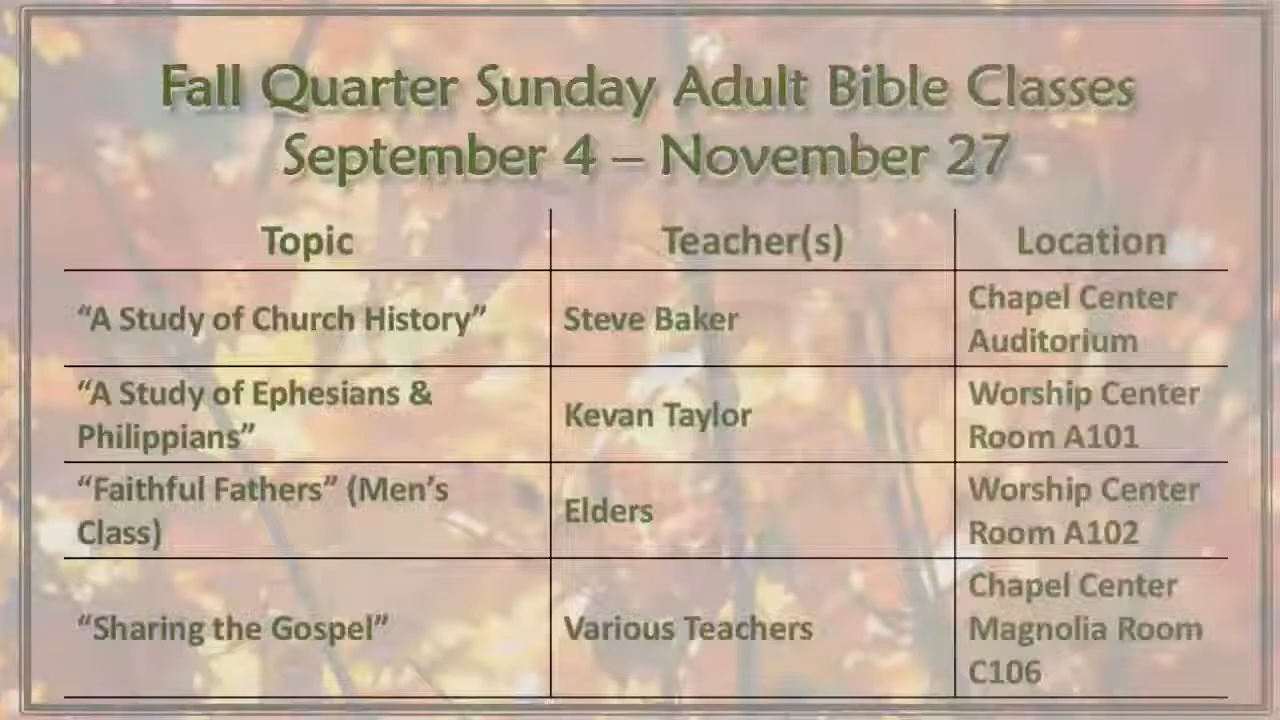 Fall Quarter Sunday Adult Bible Classes
September 4 – November 27
Topic
Teacher(s)
Location
“A Study of Church History”
Steve Baker
Chapel Center
Auditorium
“A Study of Ephesians &
Philippians”
Kevan Taylor
Worship Center
Room A101
“Faithful Fathers” (Men’s
Class)
Elders
Worship Center
Room A102
“Sharing the Gospel”
Various Teachers
Chapel Center
Magnolia Room
C106